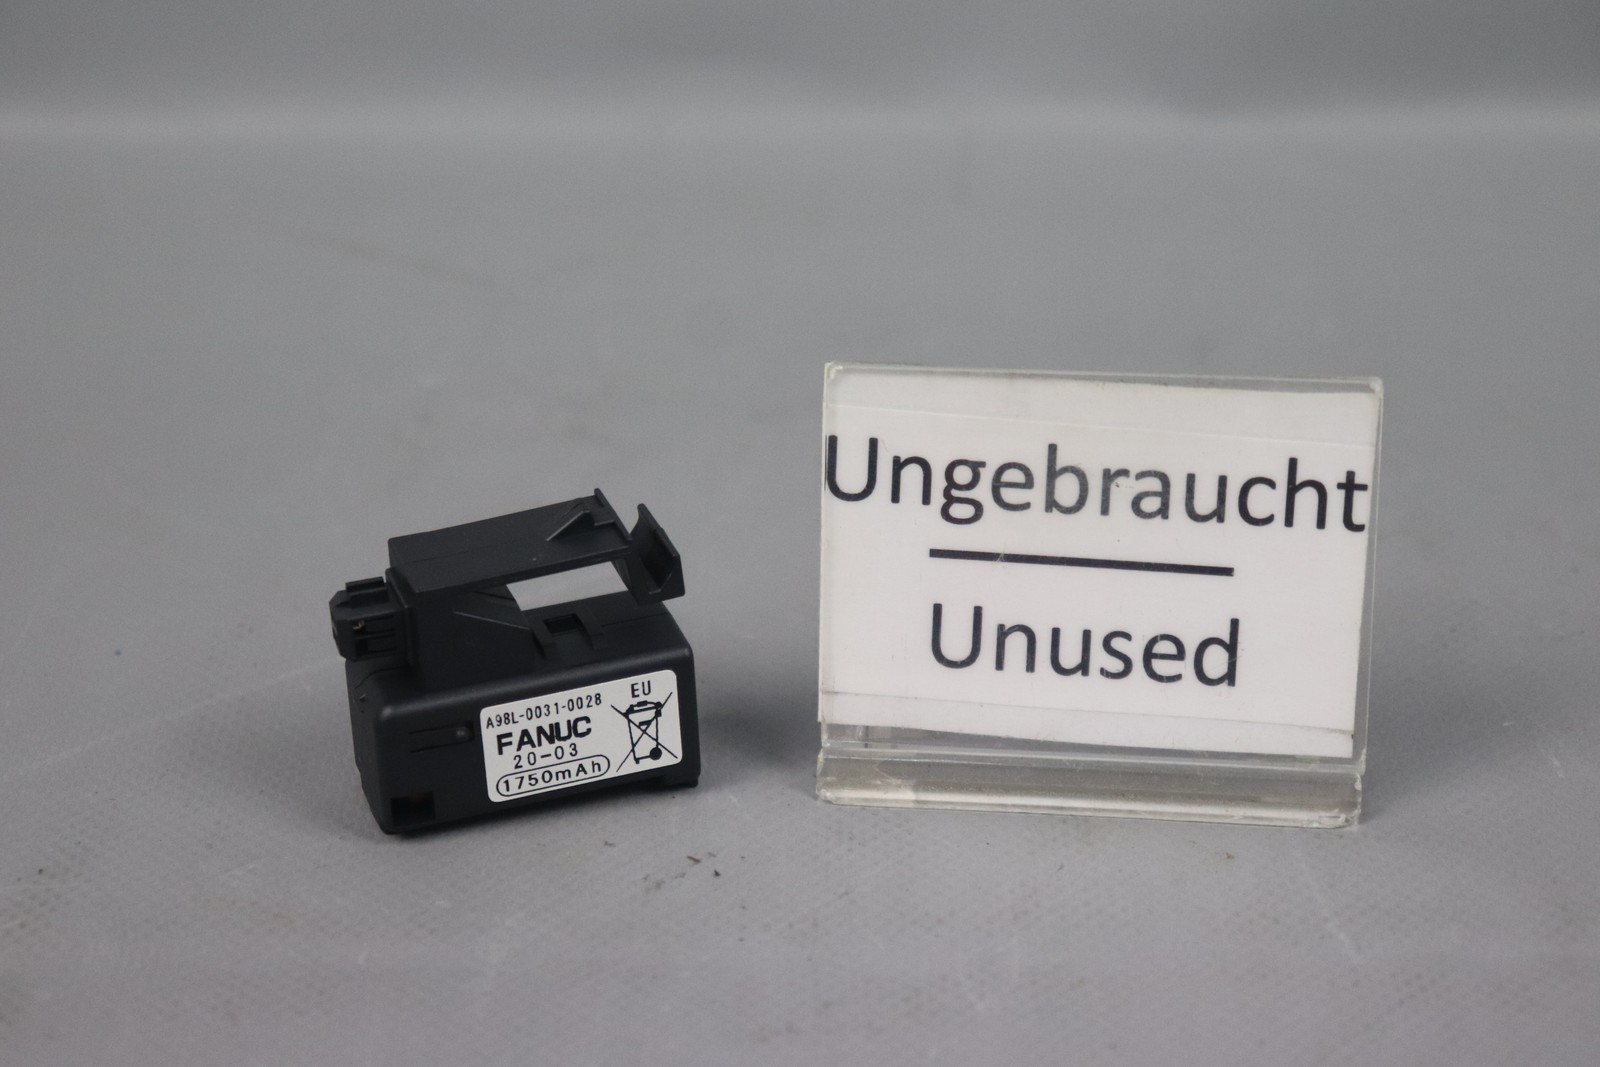 A98L-0031-0028
EU
FANUC
20-03
1750mAh
Ungebraucht
Unused